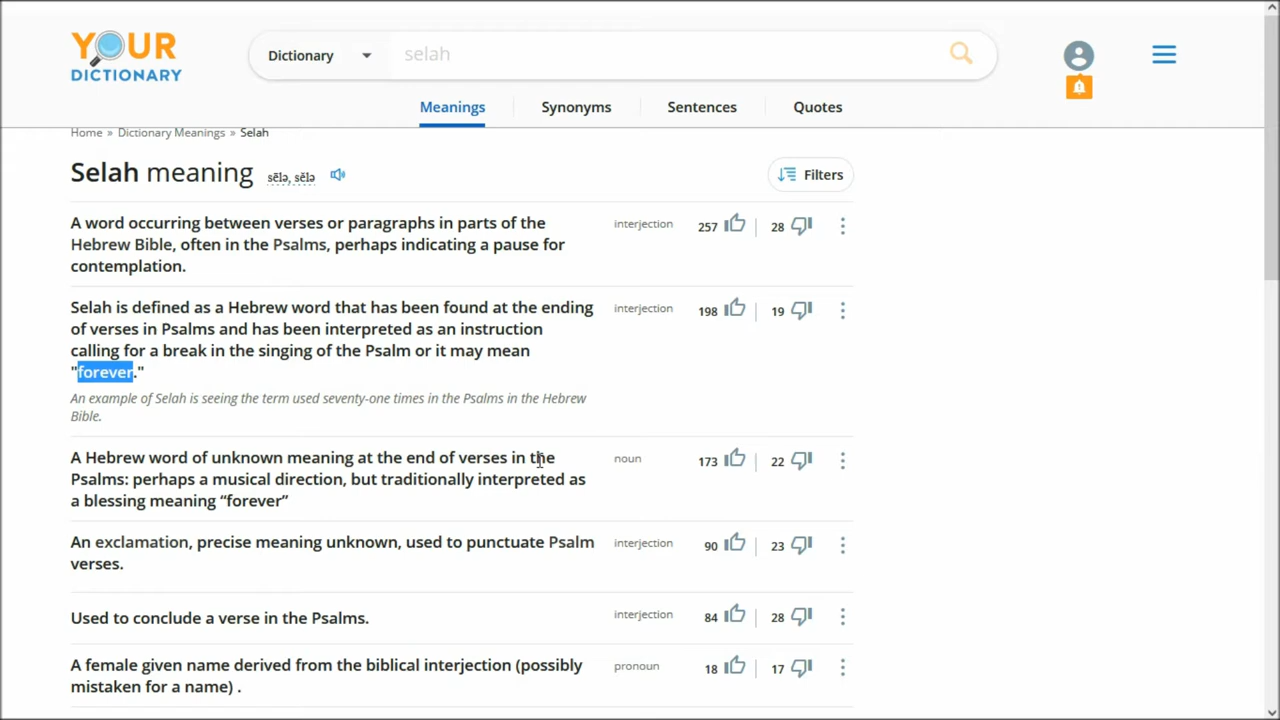 YOUR
DICTIONARY
Dictionary
selah
Meanings
Synonyms
Sentences
Quotes
Home » Dictionary Meanings » Selah
Selah meaning
sēlə, sĕlə
Filters
A word occurring between verses or paragraphs in parts of the
Hebrew Bible, often in the Psalms, perhaps indicating a pause for
contemplation.
interjection
257
28
Selah is defined as a Hebrew word that has been found at the ending
of verses in Psalms and has been interpreted as an instruction
calling for a break in the singing of the Psalm or it may mean
"forever."
interjection
198
19
An example of Selah is seeing the term used seventy-one times in the Psalms in the Hebrew
Bible.
A Hebrew word of unknown meaning at the end of verses in the
Psalms: perhaps a musical direction, but traditionally interpreted as
a blessing meaning “forever”
noun
173
22
An exclamation, precise meaning unknown, used to punctuate Psalm
verses.
interjection
90
23
Used to conclude a verse in the Psalms.
interjection
84
28
A female given name derived from the biblical interjection (possibly
mistaken for a name) .
pronoun
18
17